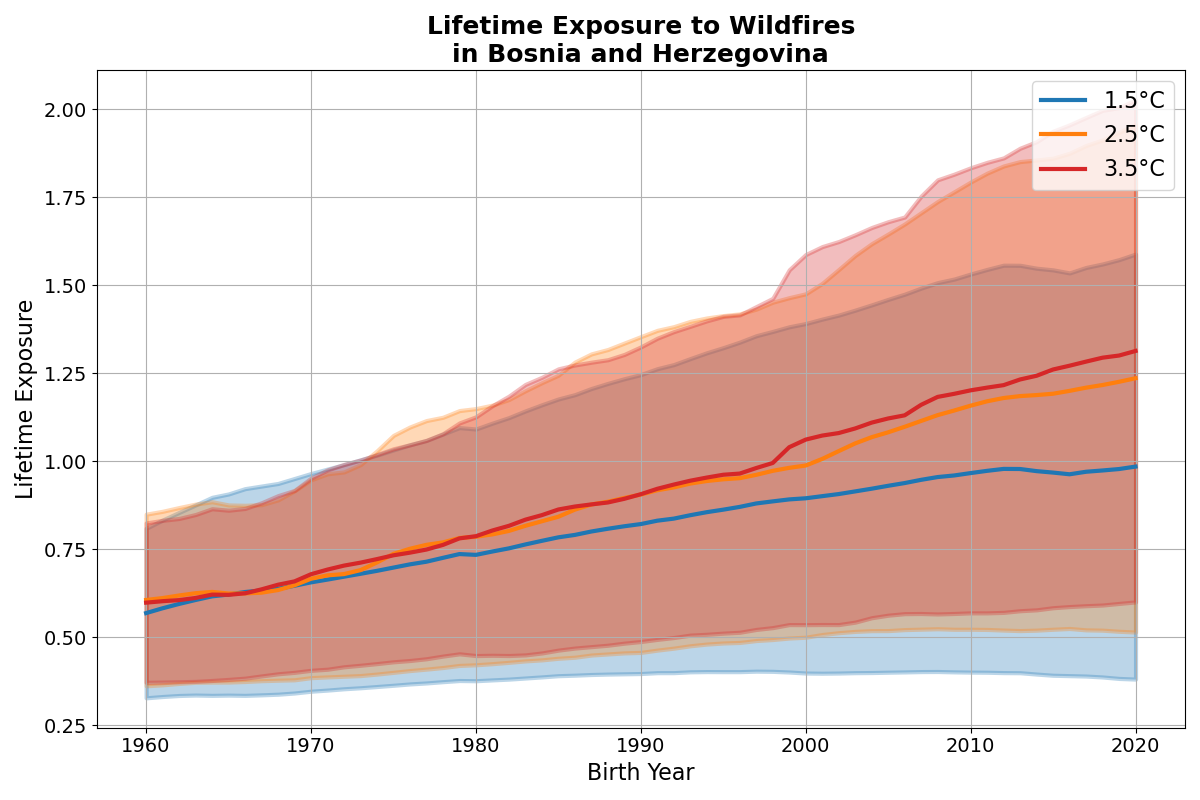 Lifetime Exposure to Wildfires
in Bosnia and Herzegovina
1.5°C
2.5°C
3.5°C
Lifetime Exposure
2.00
1.75
1.50
1.25
1.00
0.75
0.50
0.25
1960 1970 1980 1990 2000 2010 2020
Birth Year